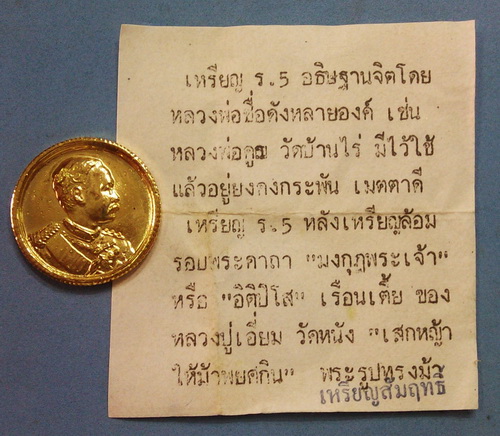 เหรียญ ร.5 อธิษฐานจิตโดย
หลวงพ่อชื่อดังหลายองค์ เช่น
หลวงพ่อคูณ วัดบ้านไร่ มีไว้ใช้
แล้วอยู่ยงคงกระพัน เมตตาดี
เหรียญ ร.5 หลังเหรียญล้อม
รอบพระคาถา "มงกุฎพระเจ้า"
หรือ "อิติปิโส" เรือนเตี้ย ของ
หลวงปู่เอี่ยม วัดหนัง "เสกหญ้า
ให้ม้าพยศกิน" พระรูปทรงม้า
เหรียญสัมฤทธิ์